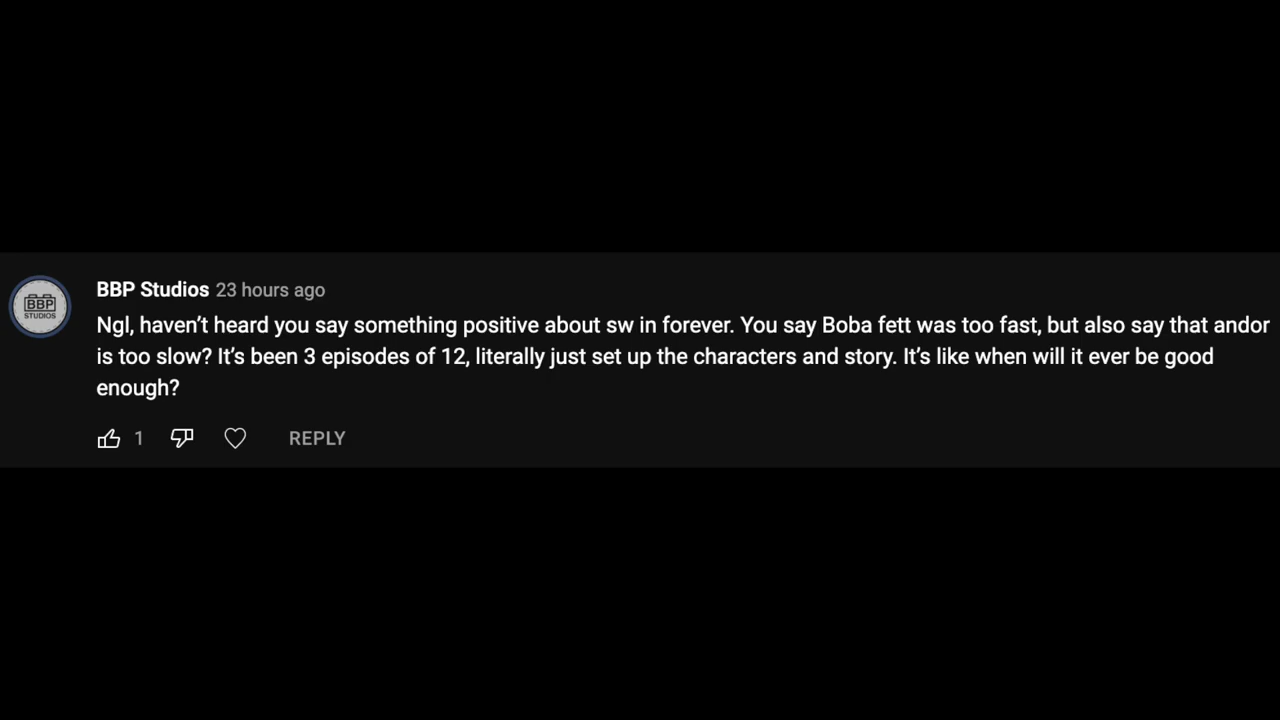 BBP
STUDIOS
BBP Studios 23 hours ago
Ngl, haven’t heard you say something positive about sw in forever. You say Boba fett was too fast, but also say that andor
is too slow? It’s been 3 episodes of 12, literally just set up the characters and story. It’s like when will it ever be good
enough?
1 REPLY